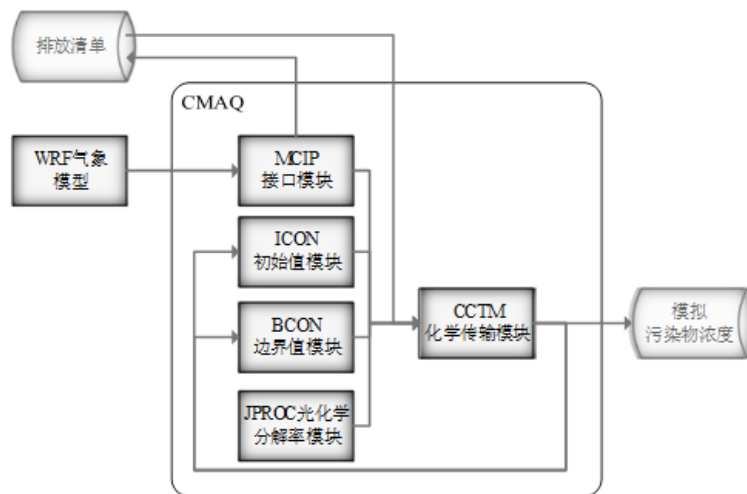 排放清单
CMAQ
WRF气象
模型
MCIP
接口模块
ICON
初始值模块
BCON
边界值模块
JPROC光化学
分解率模块
CCTM
化学传输模块
模拟
污染物浓度